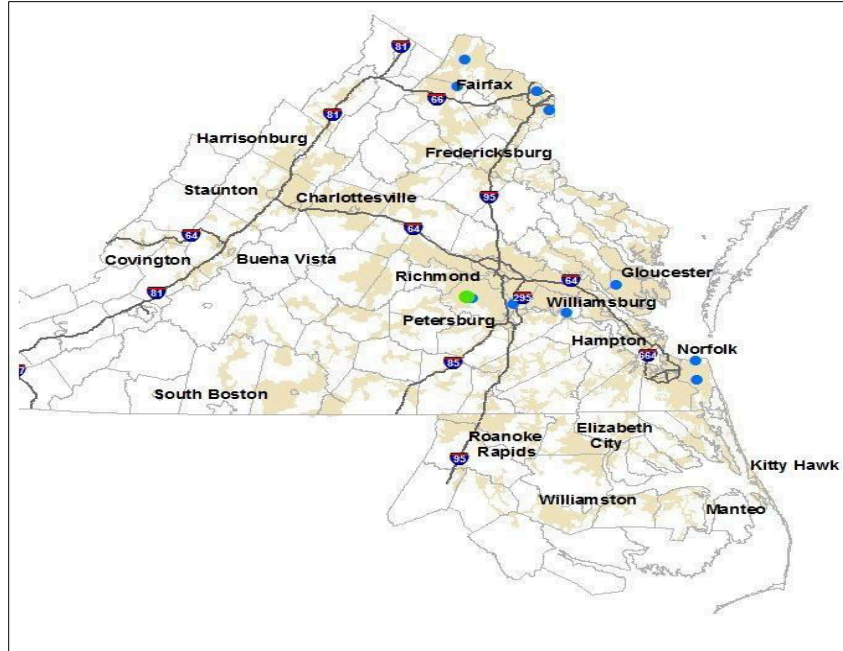 81
Fairfax
66
81
Harrisonburg
Fredericksburg
Staunton
Charlottesville
95
64
64
Covington
Buena Vista
Gloucester
Richmond
64
81
295
Williamsburg
Petersburg
Hampton
Norfolk
664
85
South Boston
Elizabeth
City
Roanoke
Rapids
95
Kitty Hawk
Williamston
Manteo